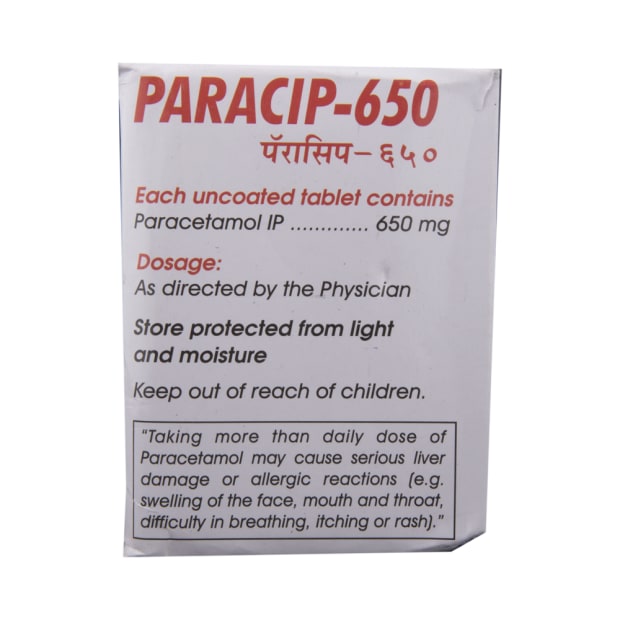 PARACIP-650
पॅरासिप-६५०
Each uncoated tablet contains
Paracetamol IP ............. 650 mg
Dosage:
As directed by the Physician
Store protected from light
and moisture
Keep out of reach of children.
"Taking more than daily dose of
Paracetamol may cause serious liver
damage or allergic reactions (e.g.
swelling of the face, mouth and throat,
difficulty in breathing, itching or rash)."